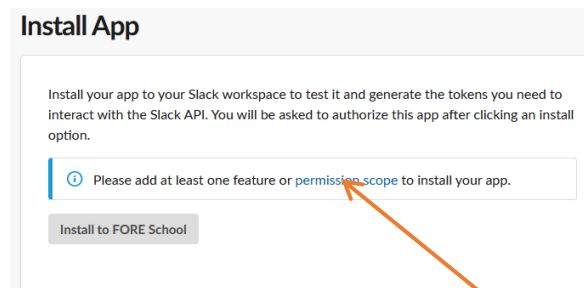 Install App
Install your app to your Slack workspace to test it and generate the tokens you need to
interact with the Slack API. You will be asked to authorize this app after clicking an install
option.
Please add at least one feature or permission scope to install your app.
Install to FORE School